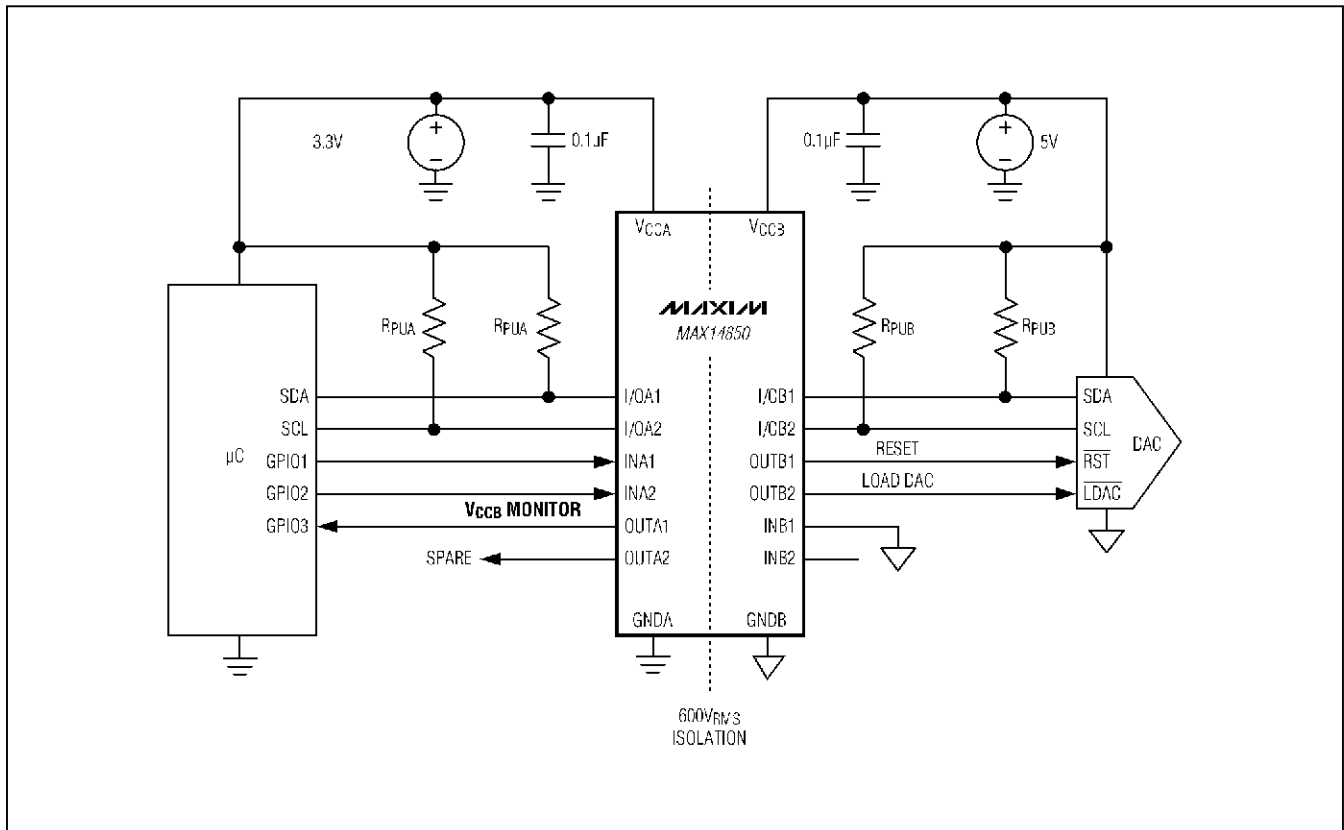 3.3V
0.1µF
0.1µF
5V
VCCA
VCCB
MAXIM
MAX14850
RPUA
RPUA
RPUB
RPUB
SDA
I/OA1
I/OB1
SDA
SCL
I/OA2
I/OB2
SCL
DAC
µC
GPIO1
INA1
OUTB1
RESET
RST
GPIO2
INA2
OUTB2
LOAD DAC
LDAC
VCCB MONITOR
GPIO3
OUTA1
INB1
SPARE
OUTA2
INB2
GNDA
GNDB
600VRMS
ISOLATION